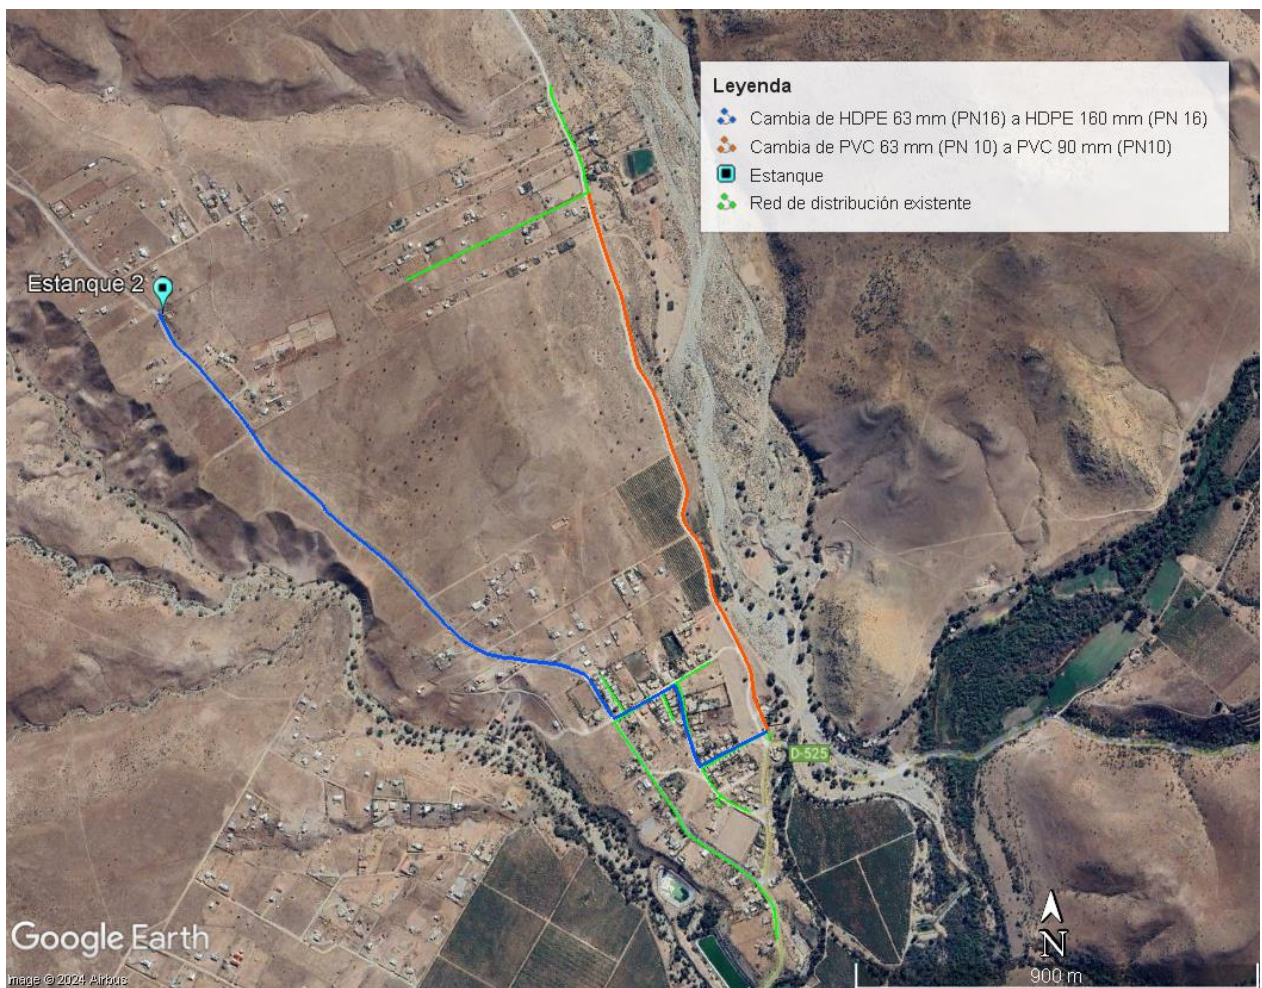 Leyenda
Cambia de HDPE 63 mm (PN16) a HDPE 160 mm (PN 16)
Cambia de PVC 63 mm (PN 10) a PVC 90 mm (PN10)
Estanque
Red de distribución existente
Estanque 2
D-525
Google Earth
Image © 2024 Airbus
N
900 m